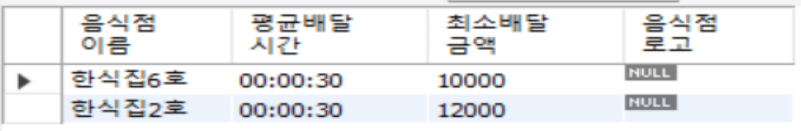 음식점 이름 평균배달 시간 최소배달 금액 음식점 로고
한식집6호 00:00:30 10000 NULL
한식집2호 00:00:30 12000 NULL